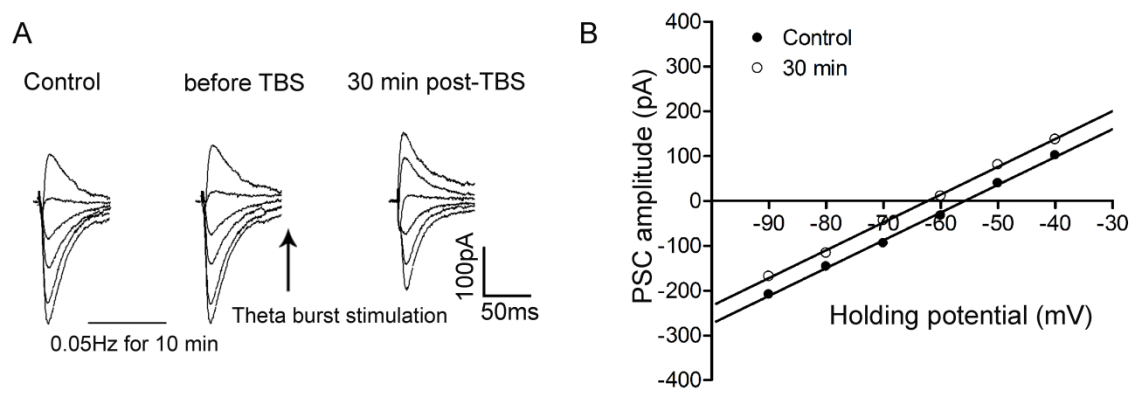 A
Control
before TBS
30 min post-TBS
0.05Hz for 10 min
Theta burst stimulation
100pA
50ms
B
Control
30 min
PSC amplitude (pA)
400
300
200
100
0
-100
-200
-300
-400
-90 -80 -70 -60 -50 -40 -30
Holding potential (mV)